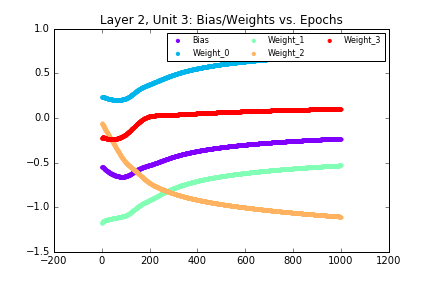 Layer 2, Unit 3: Bias/Weights vs. Epochs
Bias Weight_1 Weight_3
Weight_0 Weight_2
1.0
0.5
0.0
−0.5
−1.0
−1.5
−200 0 200 400 600 800 1000 1200